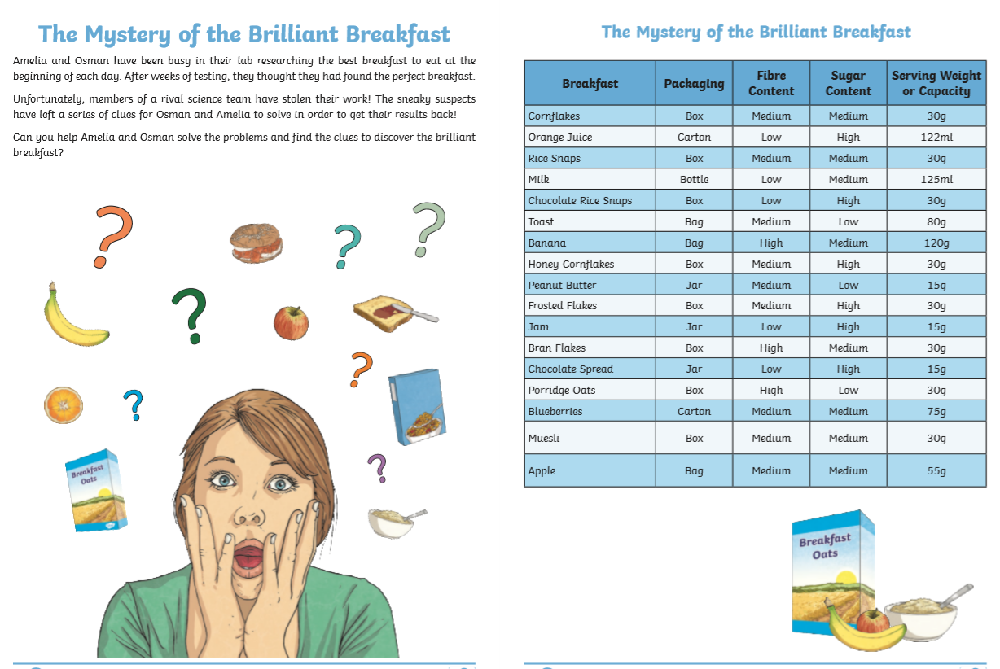 The Mystery of the Brilliant Breakfast
Amelia and Osman have been busy in their lab researching the best breakfast to eat at the
beginning of each day. After weeks of testing, they thought they had found the perfect breakfast.
Unfortunately, members of a rival science team have stolen their work! The sneaky suspects
have left a series of clues for Osman and Amelia to solve in order to get their results back!
Can you help Amelia and Osman solve the problems and find the clues to discover the brilliant
breakfast?
?
?
?
?
?
?
?
Breakfast
Oats
The Mystery of the Brilliant Breakfast
Breakfast Packaging Fibre Content Sugar Content Serving Weight or Capacity
Cornflakes Box Medium Medium 30g
Orange Juice Carton Low High 122ml
Rice Snaps Box Medium Medium 30g
Milk Bottle Low Medium 125ml
Chocolate Rice Snaps Box Low High 30g
Toast Bag Medium Low 80g
Banana Bag High Medium 120g
Honey Cornflakes Box Medium High 30g
Peanut Butter Jar Medium Low 15g
Frosted Flakes Box Medium High 30g
Jam Jar Low High 15g
Bran Flakes Box High Medium 30g
Chocolate Spread Jar Low High 15g
Porridge Oats Box High Low 30g
Blueberries Carton Medium Medium 75g
Muesli Box Medium Medium 30g
Apple Bag Medium Medium 55g
Breakfast
Oats